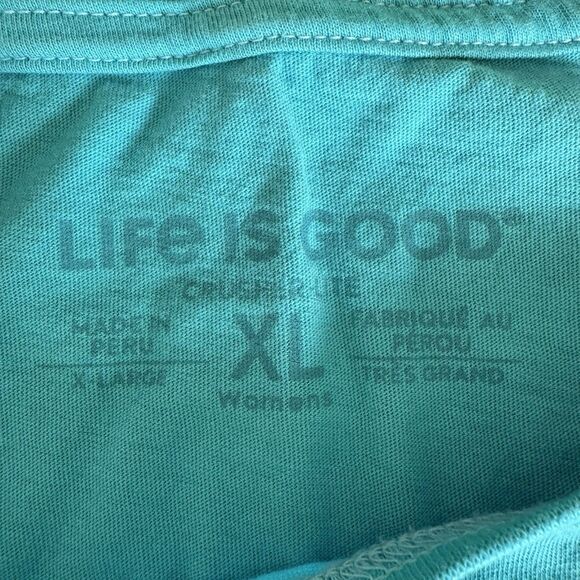 LIFe IS GOOD®
CRUSHER-LITE
MADE IN
PERU
X-LARGE
XL
Womens
FABRIQUÉ AU
PÉROU
TRÈS GRAND